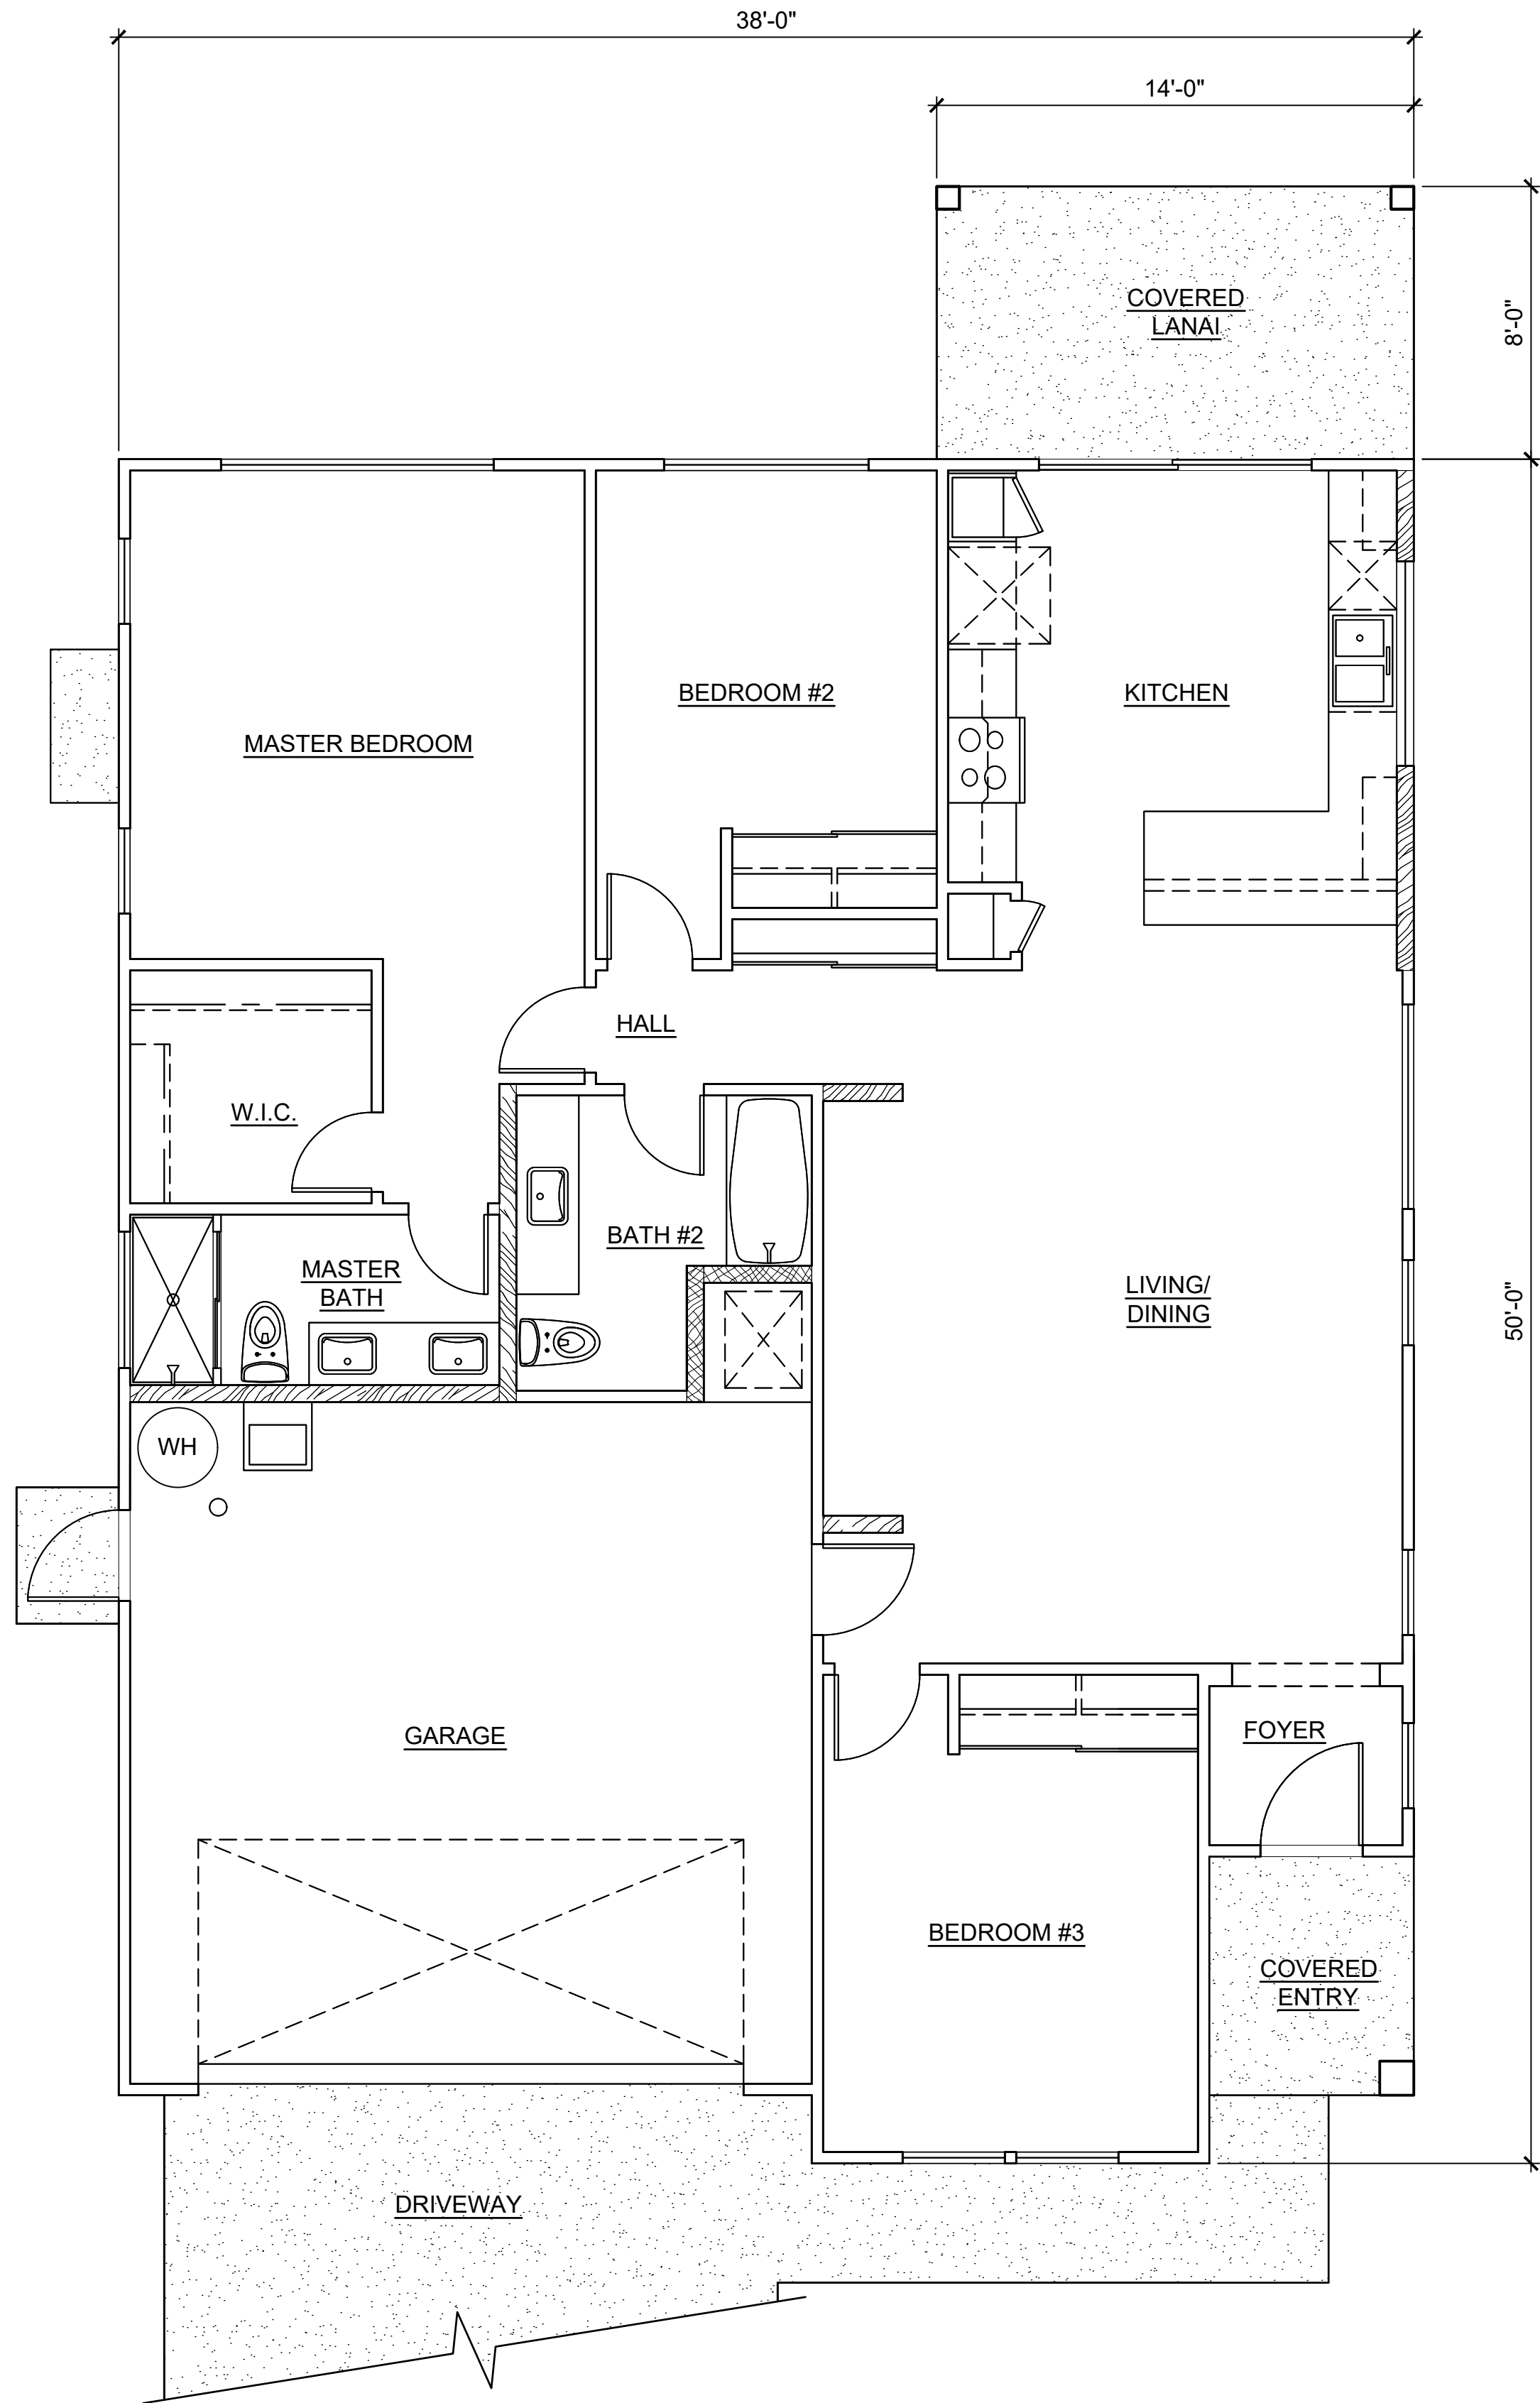 38'-0"
14'-0"
COVERED
LANAI
8'-0"
BEDROOM #2
KITCHEN
MASTER BEDROOM
HALL
W.I.C.
BATH #2
MASTER
BATH
LIVING/
DINING
50'-0"
WH
GARAGE
FOYER
BEDROOM #3
COVERED
ENTRY
DRIVEWAY